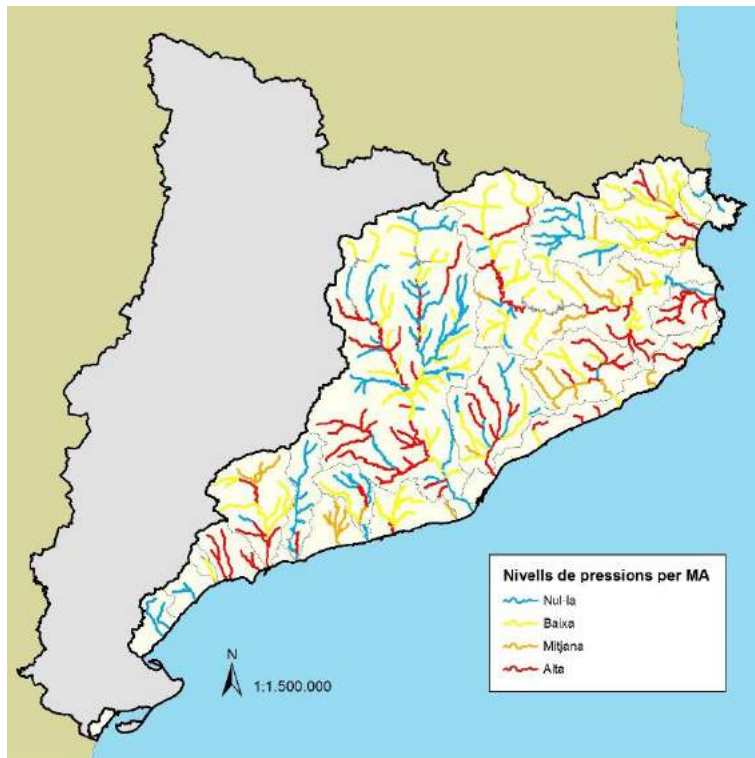 Nivells de pressions per MA
Nul·la
Baixa
Mitjana
Alta
N
1:1.500.000